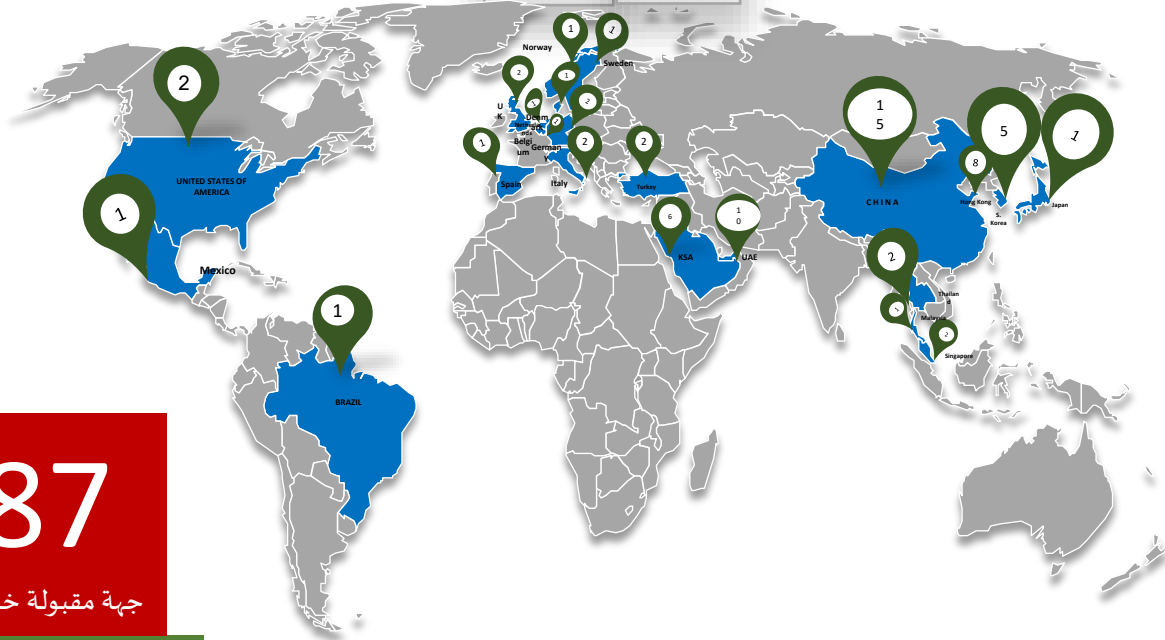 1
1
Norway
Sweden
2
2
1
2
U
K
Belgi
um
German
y
1
2
2
Spain
Italy
Turkey
UNITED STATES OF
AMERICA
1
Mexico
6
1
0
KSA
UAE
1
5
5
1
8
CHINA
Hong Kong
S.
Korea
Japan
2
Thailan
d
1
Malaysia
2
Singapore
1
BRAZIL
87
جهة مقبولة خ